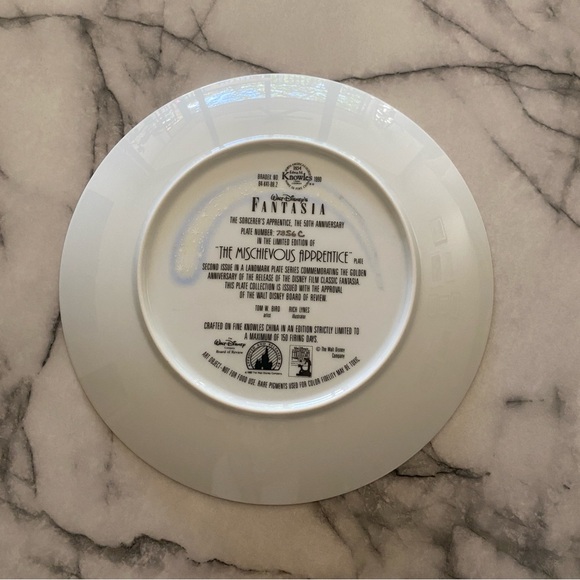 Knowles
BRADEX NO. 1990
84-K41-88.2
Walt Disney's
FANTASIA
THE SORCERER'S APPRENTICE, THE 50TH ANNIVERSARY
PLATE NUMBER: 7856 C
IN THE LIMITED EDITION OF
"THE MISCHIEVOUS APPRENTICE" PLATE
SECOND ISSUE IN A LANDMARK PLATE SERIES COMMEMORATING THE GOLDEN
ANNIVERSARY OF THE RELEASE OF THE DISNEY FILM CLASSIC FANTASIA.
THIS PLATE COLLECTION IS ISSUED WITH THE APPROVAL
OF THE WALT DISNEY BOARD OF REVIEW.
TOM W. BIRD RICH LYNES
CRAFTED ON FINE KNOWLES CHINA IN AN EDITION STRICTLY LIMITED TO
A MAXIMUM OF 150 FIRING DAYS.
Walt Disney
Company
Board of Review
© The Walt Disney
Company
ART OBJECT: NOT FOR FOOD USE. RARE PIGMENTS USED FOR COLOR FIDELITY MAY BE TOXIC